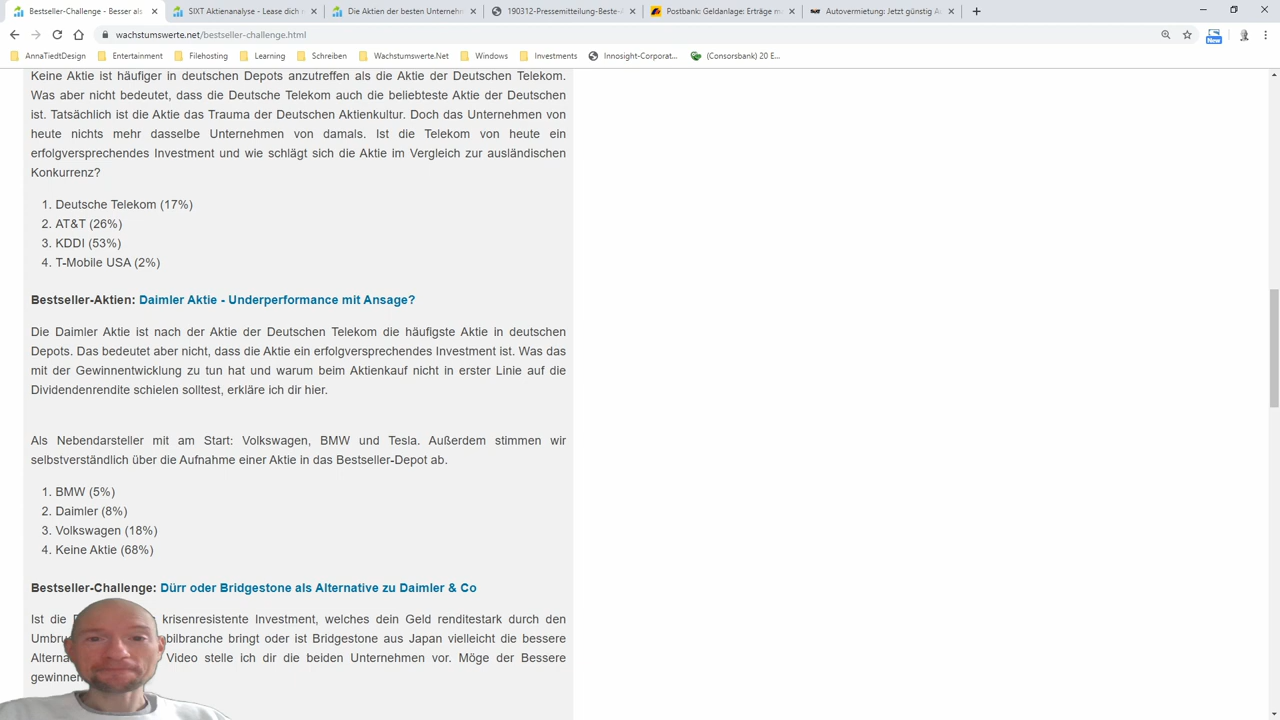 Bestseller-Challenge - Besser als
SIXT Aktienanalyse - Lease dich r
Die Aktien der besten Unternehm
190312-Pressemitteilung-Beste-
Postbank: Geldanlage: Erträge m
Autovermietung: Jetzt günstig A
wachstumswerte.net/bestseller-challenge.html
New
AnnaTiedtDesign
Entertainment
Filehosting
Learning
Schreiben
Wachstumswerte.Net
Windows
Investments
Innosight-Corporat...
(Consorsbank) 20 E...
Keine Aktie ist häufiger in deutschen Depots anzutreffen als die Aktie der Deutschen Telekom.
Was aber nicht bedeutet, dass die Deutsche Telekom auch die beliebteste Aktie der Deutschen
ist. Tatsächlich ist die Aktie das Trauma der Deutschen Aktienkultur. Doch das Unternehmen von
heute nichts mehr dasselbe Unternehmen von damals. Ist die Telekom von heute ein
erfolgversprechendes Investment und wie schlägt sich die Aktie im Vergleich zur ausländischen
Konkurrenz?
1. Deutsche Telekom (17%)
2. AT&T (26%)
3. KDDI (53%)
4. T-Mobile USA (2%)
Bestseller-Aktien: Daimler Aktie - Underperformance mit Ansage?
Die Daimler Aktie ist nach der Aktie der Deutschen Telekom die häufigste Aktie in deutschen
Depots. Das bedeutet aber nicht, dass die Aktie ein erfolgversprechendes Investment ist. Was das
mit der Gewinnentwicklung zu tun hat und warum beim Aktienkauf nicht in erster Linie auf die
Dividendenrendite schielen solltest, erkläre ich dir hier.
Als Nebendarsteller mit am Start: Volkswagen, BMW und Tesla. Außerdem stimmen wir
selbstverständlich über die Aufnahme einer Aktie in das Bestseller-Depot ab.
1. BMW (5%)
2. Daimler (8%)
3. Volkswagen (18%)
4. Keine Aktie (68%)
Bestseller-Challenge: Dürr oder Bridgestone als Alternative zu Daimler & Co
Ist die krisenresistente Investment, welches dein Geld renditestark durch den
Umbru bilbranche bringt oder ist Bridgestone aus Japan vielleicht die bessere
Alterna Video stelle ich dir die beiden Unternehmen vor. Möge der Bessere
gewinnen